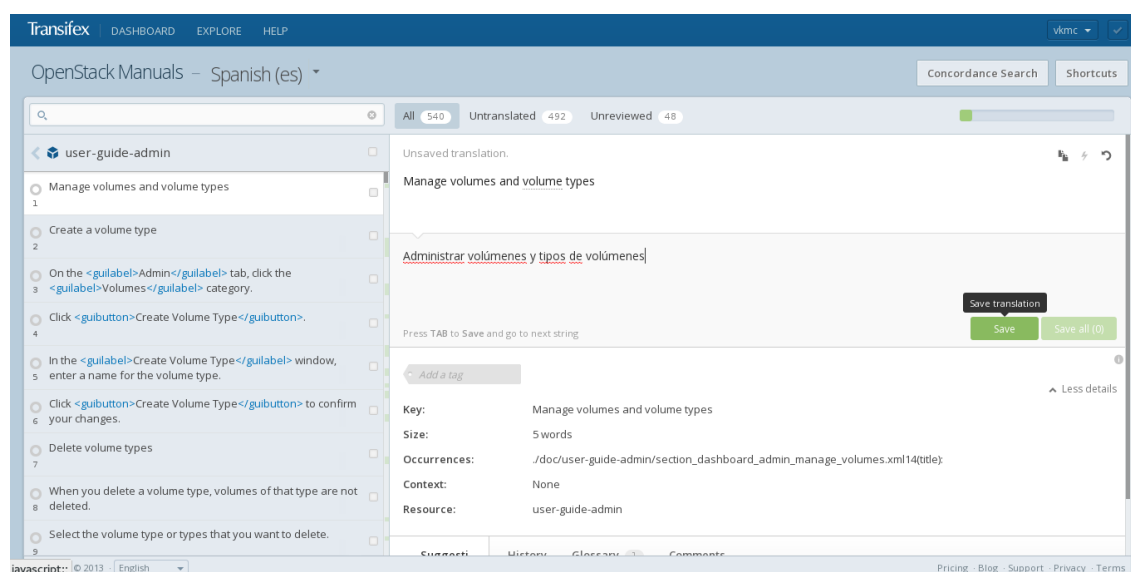 Transifex DASHBOARD EXPLORE HELP vkmc
OpenStack Manuals – Spanish (es)
Concordance Search Shortcuts
All 540 Untranslated 492 Unreviewed 48
user-guide-admin
Manage volumes and volume types
1
Create a volume type
2
On the <guilabel>Admin</guilabel> tab, click the
3 <guilabel>Volumes</guilabel> category.
Click <guibutton>Create Volume Type</guibutton>.
4
In the <guilabel>Create Volume Type</guilabel> window,
5 enter a name for the volume type.
Click <guibutton>Create Volume Type</guibutton> to confirm
6 your changes.
Delete volume types
7
When you delete a volume type, volumes of that type are not
8 deleted.
Select the volume type or types that you want to delete.
9
Unsaved translation.
Manage volumes and volume types
Administrar volúmenes y tipos de volúmenes
Save translation
Press TAB to Save and go to next string
Save Save all (0)
Add a tag
Less details
Key: Manage volumes and volume types
Size: 5 words
Occurrences: ./doc/user-guide-admin/section_dashboard_admin_manage_volumes.xml14(title):
Context: None
Resource: user-guide-admin
Suggesti History Glossary Comments
javascript:; © 2013 · English
Pricing · Blog · Support · Privacy · Terms